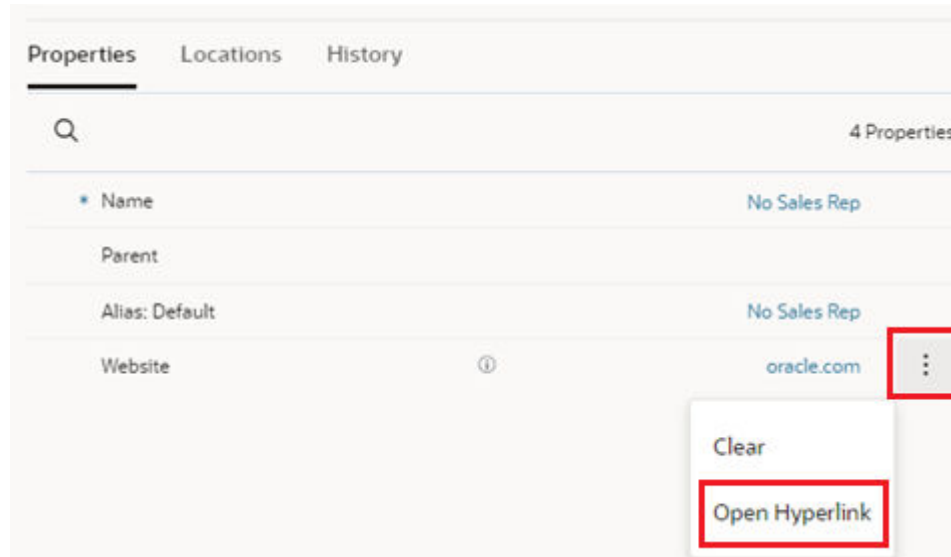 Properties Locations History
4 Properties
* Name No Sales Rep
Parent
Alias: Default No Sales Rep
Website oracle.com
Clear
Open Hyperlink